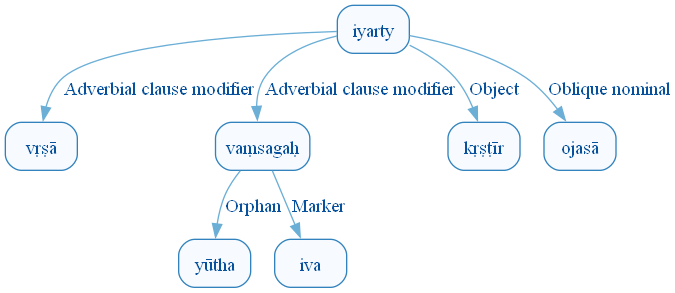 iyarty
Adverbial clause modifier Adverbial clause modifier Object Oblique nominal
vṛṣā vaṃsagaḥ kṛṣṭīr ojasā
Orphan Marker
yūtha iva